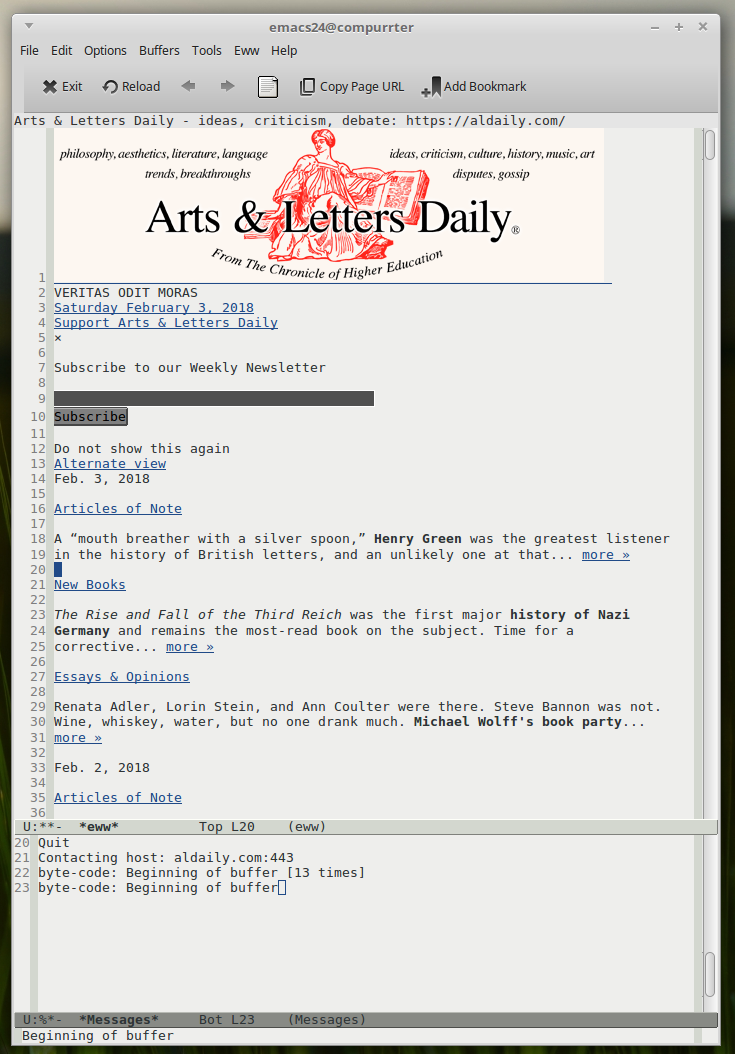 emacs24@compurrter
File Edit Options Buffers Tools Eww Help
Exit Reload Copy Page URL Add Bookmark
Arts & Letters Daily - ideas, criticism, debate: https://aldaily.com/
philosophy, aesthetics, literature, language
trends, breakthroughs
ideas, criticism, culture, history, music, art
disputes, gossip
Arts & Letters Daily®
From The Chronicle of Higher Education
1
2 VERITAS ODIT MORAS
3 Saturday February 3, 2018
4 Support Arts & Letters Daily
5 ×
6
7 Subscribe to our Weekly Newsletter
8
9
10 Subscribe
11
12 Do not show this again
13 Alternate view
14 Feb. 3, 2018
15
16 Articles of Note
17
18 A “mouth breather with a silver spoon,” Henry Green was the greatest listener
19 in the history of British letters, and an unlikely one at that... more »
20
21 New Books
22
23 The Rise and Fall of the Third Reich was the first major history of Nazi
24 Germany and remains the most-read book on the subject. Time for a
25 corrective... more »
26
27 Essays & Opinions
28
29 Renata Adler, Lorin Stein, and Ann Coulter were there. Steve Bannon was not.
30 Wine, whiskey, water, but no one drank much. Michael Wolff's book party...
31 more »
32
33 Feb. 2, 2018
34
35 Articles of Note
36
U:**- *eww* Top L20 (eww)
20 Quit
21 Contacting host: aldaily.com:443
22 byte-code: Beginning of buffer [13 times]
23 byte-code: Beginning of buffer
U:%*- *Messages* Bot L23 (Messages)
Beginning of buffer